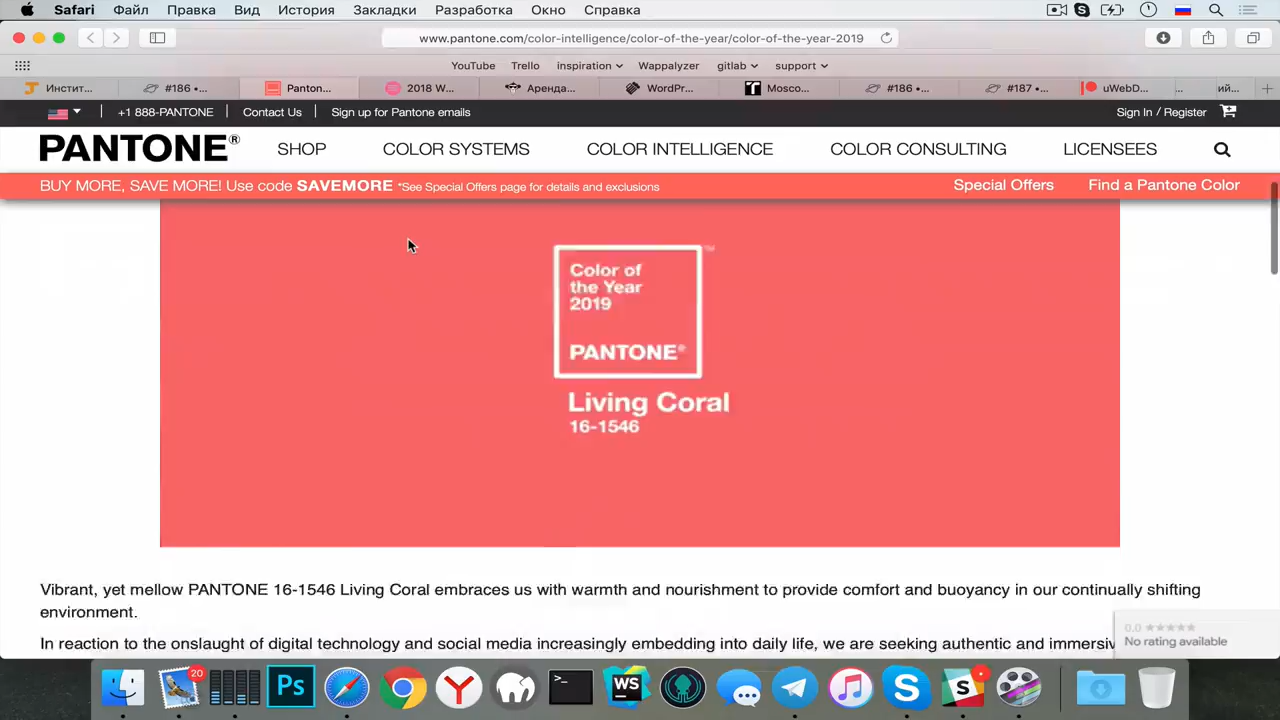 Safari Файл Правка Вид История Закладки Разработка Окно Справка
www.pantone.com/color-intelligence/color-of-the-year/color-of-the-year-2019
YouTube Trello inspiration Wappalyzer gitlab support
Инстит... #186 •... Panton... 2018 W... Аренда... WordPr... Mosco... #186 •... #187 •... uWebD... ... ий...
+1 888-PANTONE Contact Us Sign up for Pantone emails Sign In / Register
PANTONE® SHOP COLOR SYSTEMS COLOR INTELLIGENCE COLOR CONSULTING LICENSEES
BUY MORE, SAVE MORE! Use code SAVEMORE *See Special Offers page for details and exclusions Special Offers Find a Pantone Color
Color of
the Year
2019
PANTONE®
™
Living Coral
16-1546
Vibrant, yet mellow PANTONE 16-1546 Living Coral embraces us with warmth and nourishment to provide comfort and buoyancy in our continually shifting
environment.
In reaction to the onslaught of digital technology and social media increasingly embedding into daily life, we are seeking authentic and immersiv
0.0 ★★★★★
No rating available
20
Ps
WS
>_
S
S